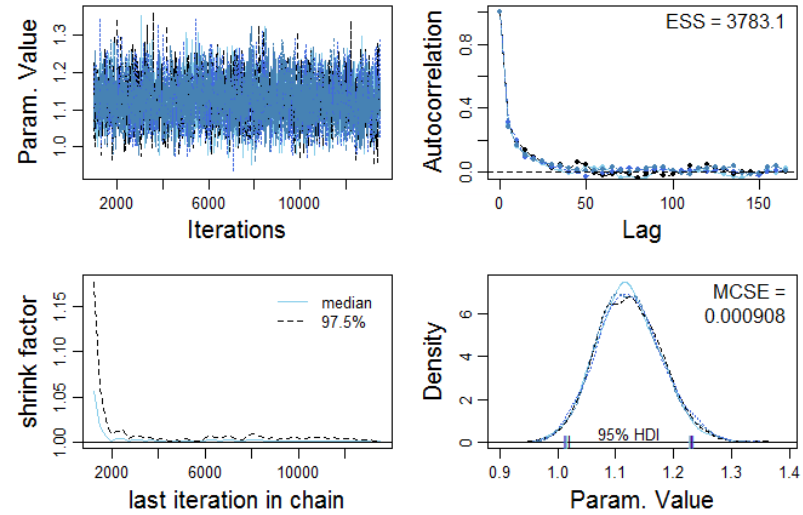 Param. Value
1.0 1.1 1.2 1.3
2000 6000 10000
Iterations
Autocorrelation
0.0 0.4 0.8
ESS = 3783.1
0 50 100 150
Lag
shrink factor
1.00 1.05 1.10 1.15
median
97.5%
2000 6000 10000
last iteration in chain
Density
0 2 4 6
MCSE =
0.000908
95% HDI
0.9 1.0 1.1 1.2 1.3 1.4
Param. Value